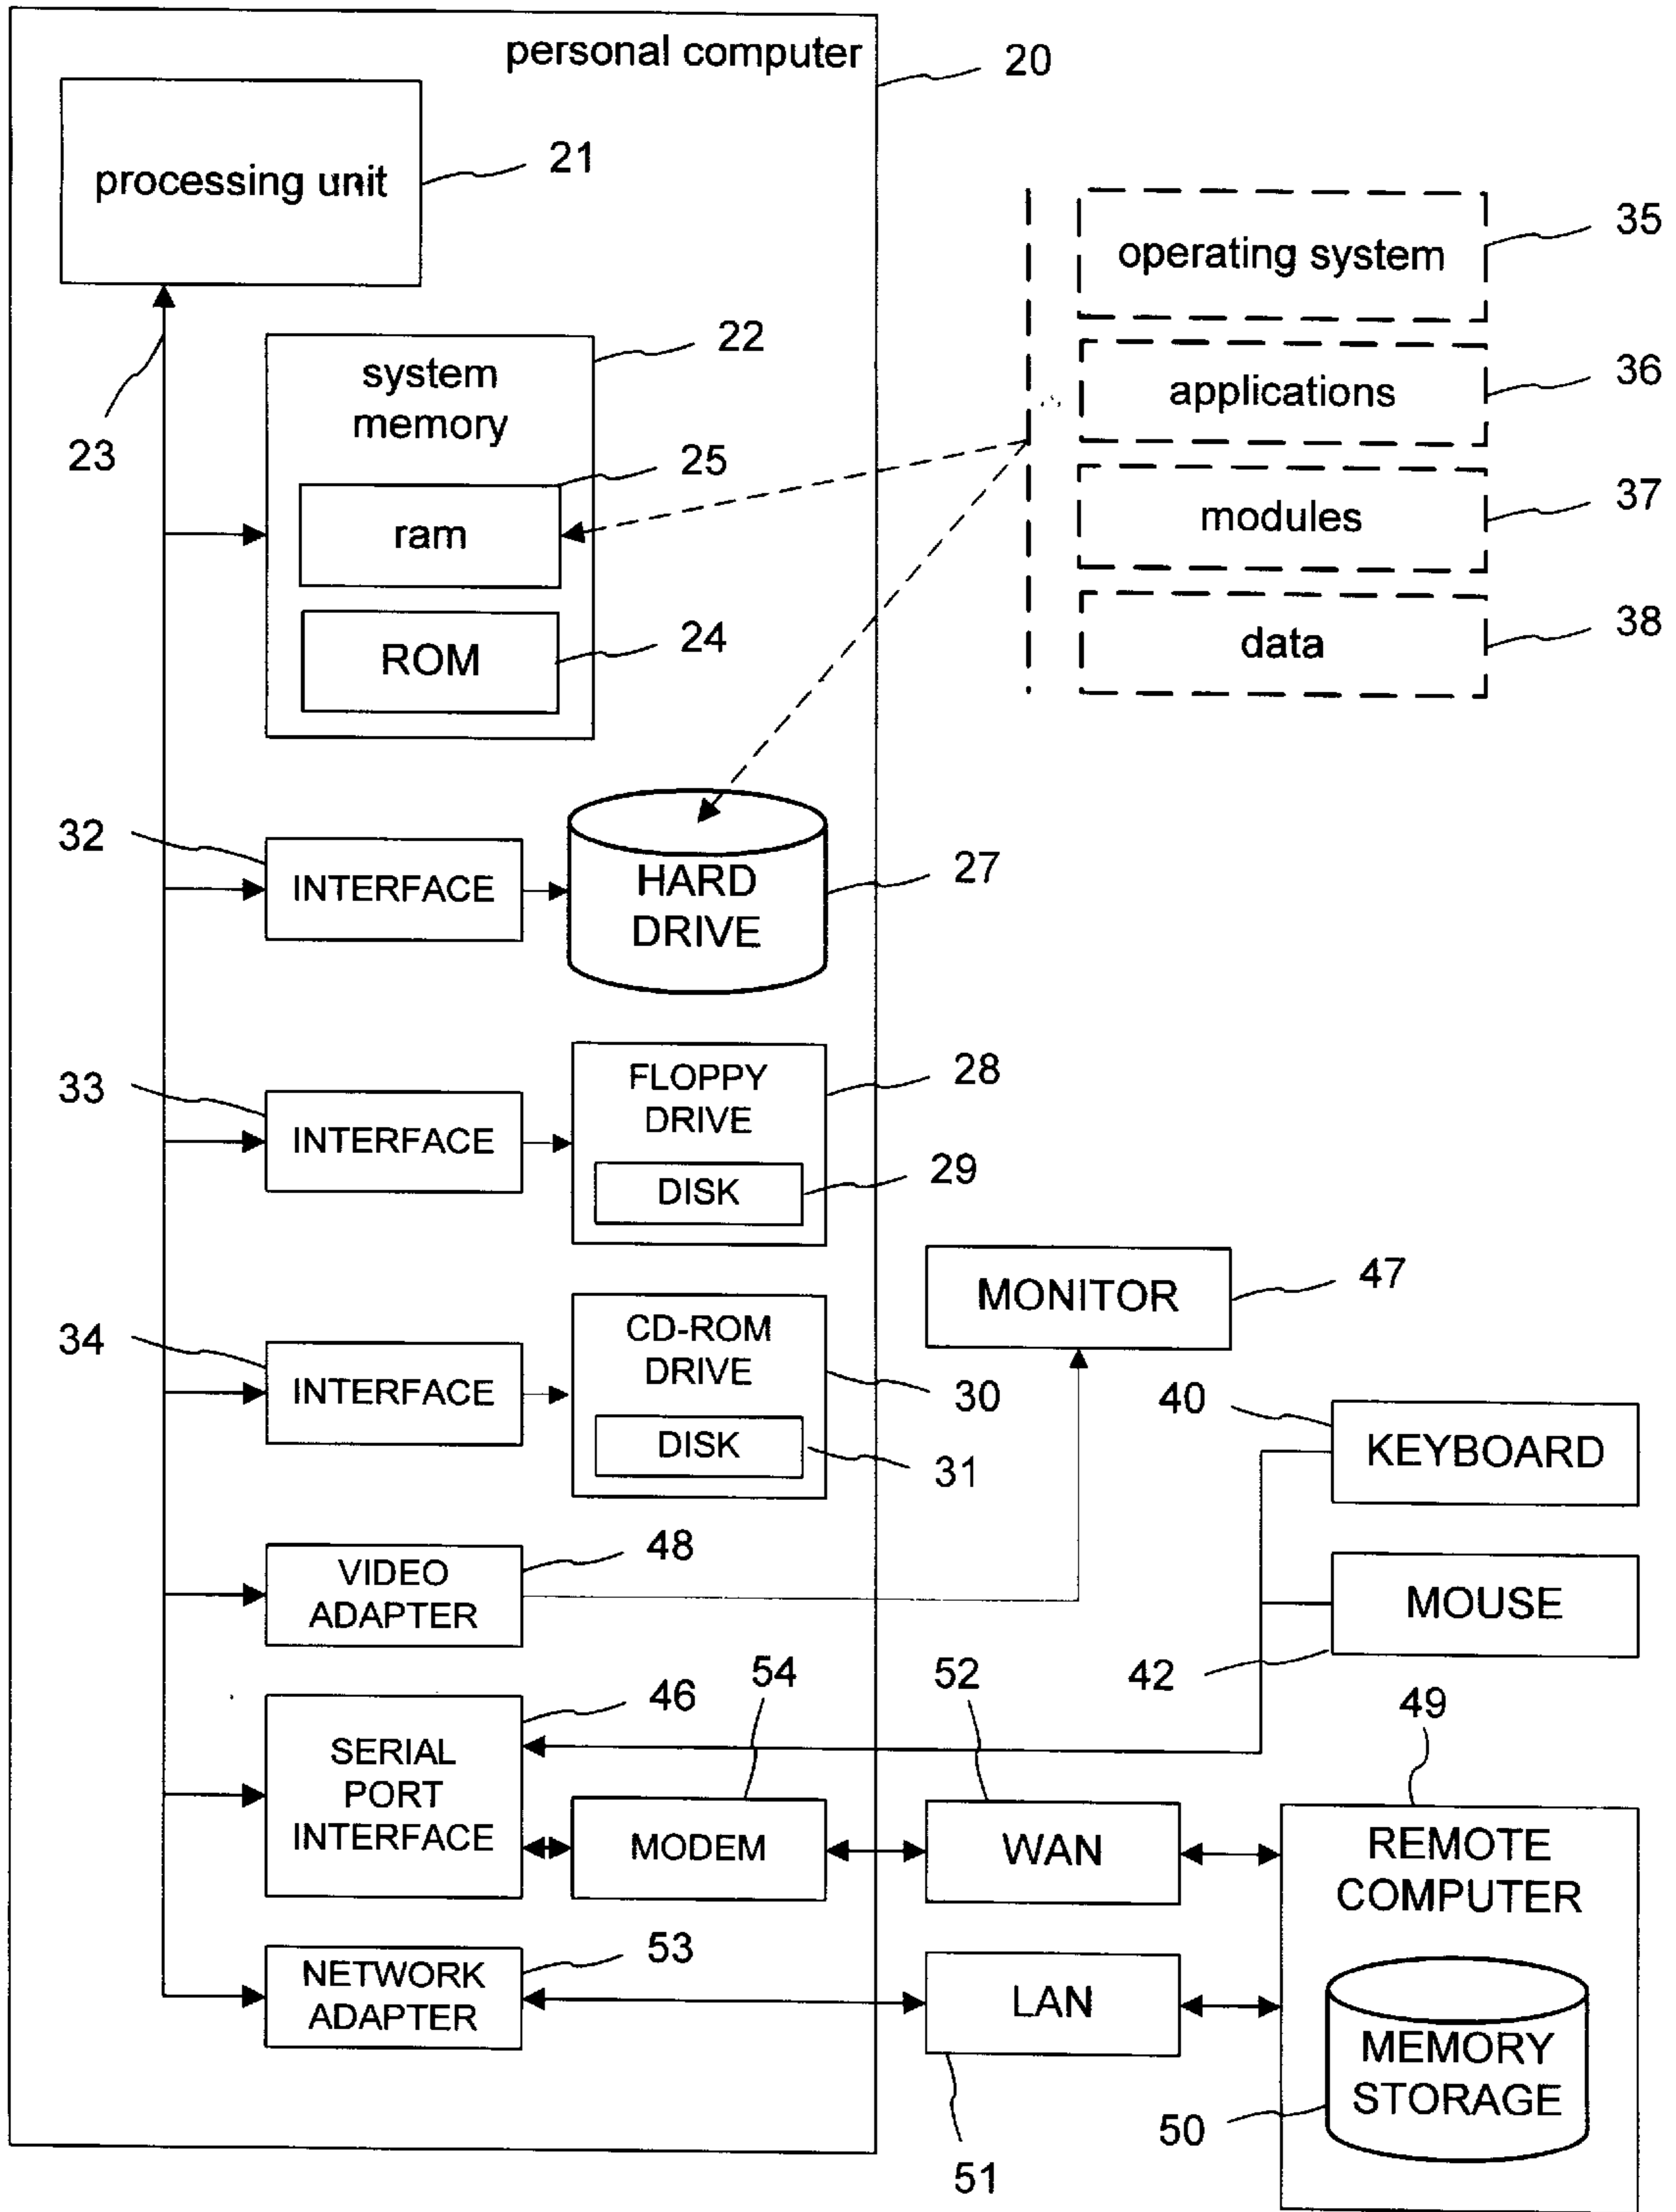 personal computer
20
processing unit
21
23
system
memory
22
ram
25
ROM
24
operating system
35
applications
36
modules
37
data
38
32
INTERFACE
HARD
DRIVE
27
33
INTERFACE
FLOPPY
DRIVE
28
DISK
29
34
INTERFACE
CD-ROM
DRIVE
30
DISK
31
MONITOR
47
40
KEYBOARD
MOUSE
42
VIDEO
ADAPTER
48
SERIAL
PORT
INTERFACE
46
54
MODEM
52
WAN
49
REMOTE
COMPUTER
NETWORK
ADAPTER
53
LAN
51
MEMORY
STORAGE
50